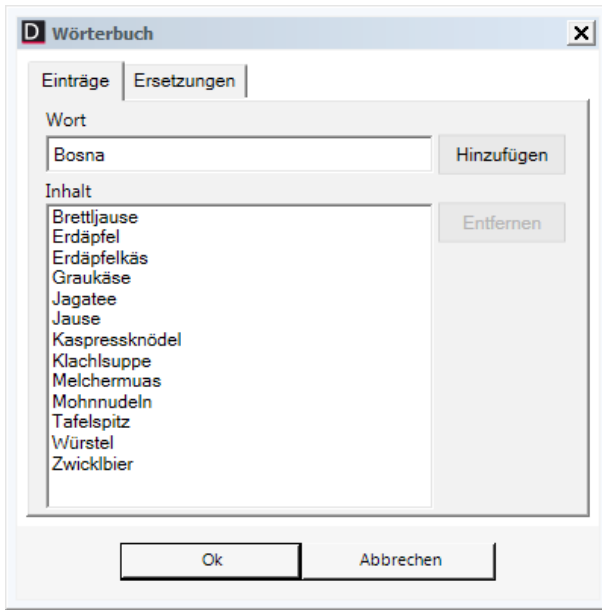 D Wörterbuch
Einträge Ersetzungen
Wort
Bosna Hinzufügen
Inhalt
Entfernen
Brettljause
Erdäpfel
Erdäpfelkäs
Graukäse
Jagatee
Jause
Kaspressknödel
Klachlsuppe
Melchermuas
Mohnnudeln
Tafelspitz
Würstel
Zwicklbier
Ok Abbrechen